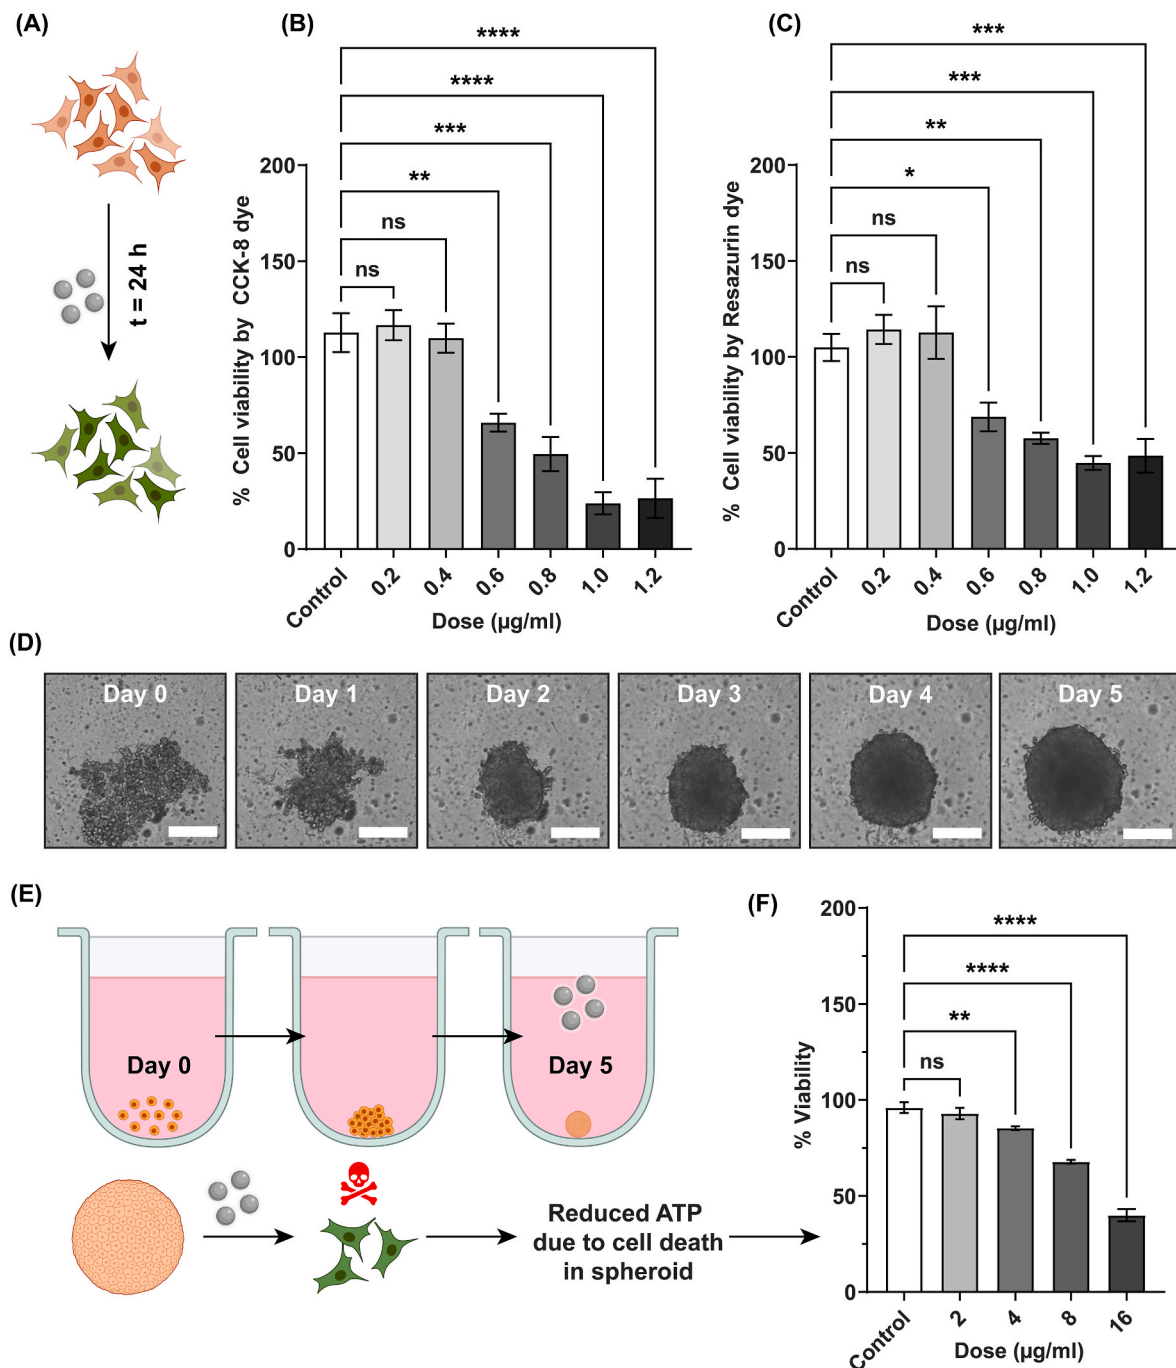 (A)
t = 24 h
(B)
****
****
***
**
ns
ns
% Cell viability by CCK-8 dye
200
150
100
50
0
Control
0.2
0.4
0.6
0.8
1.0
1.2
Dose (µg/ml)
(C)
***
***
**
*
ns
ns
% Cell viability by Resazurin dye
200
150
100
50
0
Control
0.2
0.4
0.6
0.8
1.0
1.2
Dose (µg/ml)
(D)
Day 0
Day 1
Day 2
Day 3
Day 4
Day 5
(E)
Day 0
Day 5
Reduced ATP
due to cell death
in spheroid
(F)
****
****
**
ns
% Viability
200
150
100
50
0
Control
2
4
8
16
Dose (µg/ml)